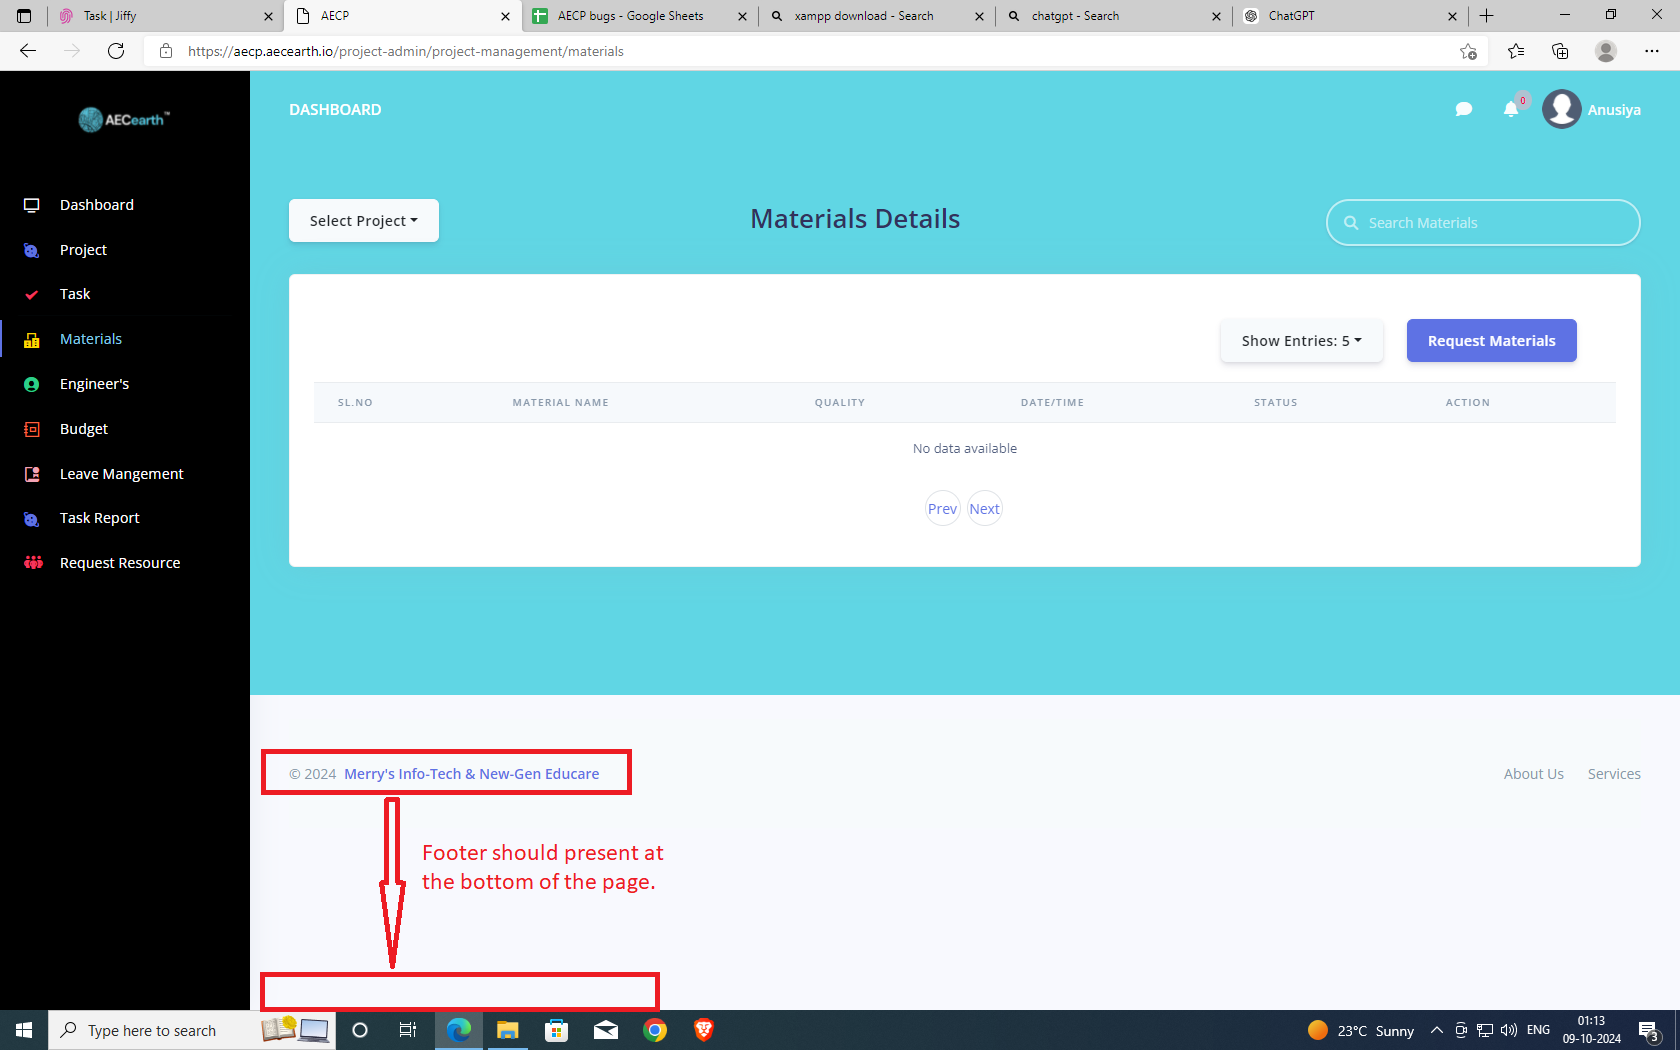 Task | Jiffy
AECP
AECP bugs - Google Sheets
xampp download - Search
chatgpt - Search
ChatGPT
https://aecp.aecearth.io/project-admin/project-management/materials
AECearth™
DASHBOARD
0
Anusiya
Dashboard
Project
Task
Materials
Engineer's
Budget
Leave Mangement
Task Report
Request Resource
Select Project
Materials Details
Search Materials
Show Entries: 5
Request Materials
SL.NO MATERIAL NAME QUALITY DATE/TIME STATUS ACTION
No data available
Prev Next
© 2024 Merry's Info-Tech & New-Gen Educare
About Us Services
Footer should present at
the bottom of the page.
Type here to search
23°C Sunny
ENG
01:13
09-10-2024
3